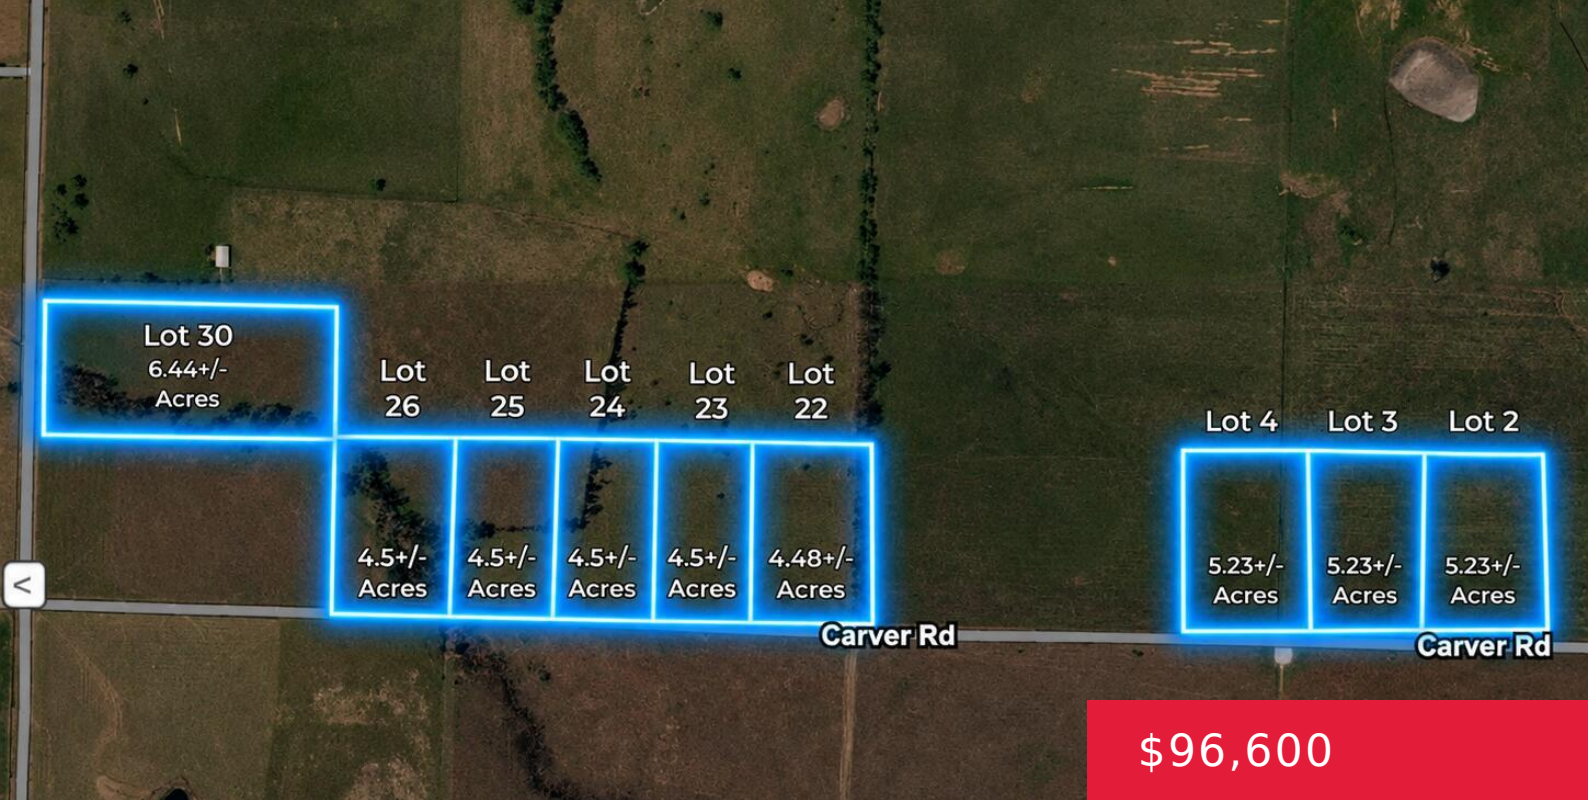 Lot 30
6.44+/-
Acres
Lot
26
Lot
25
Lot
24
Lot
23
Lot
22
4.5+/-
Acres
4.5+/-
Acres
4.5+/-
Acres
4.5+/-
Acres
4.48+/-
Acres
Lot 4
Lot 3
Lot 2
5.23+/-
Acres
5.23+/-
Acres
5.23+/-
Acres
<
Carver Rd
Carver Rd
$96,600